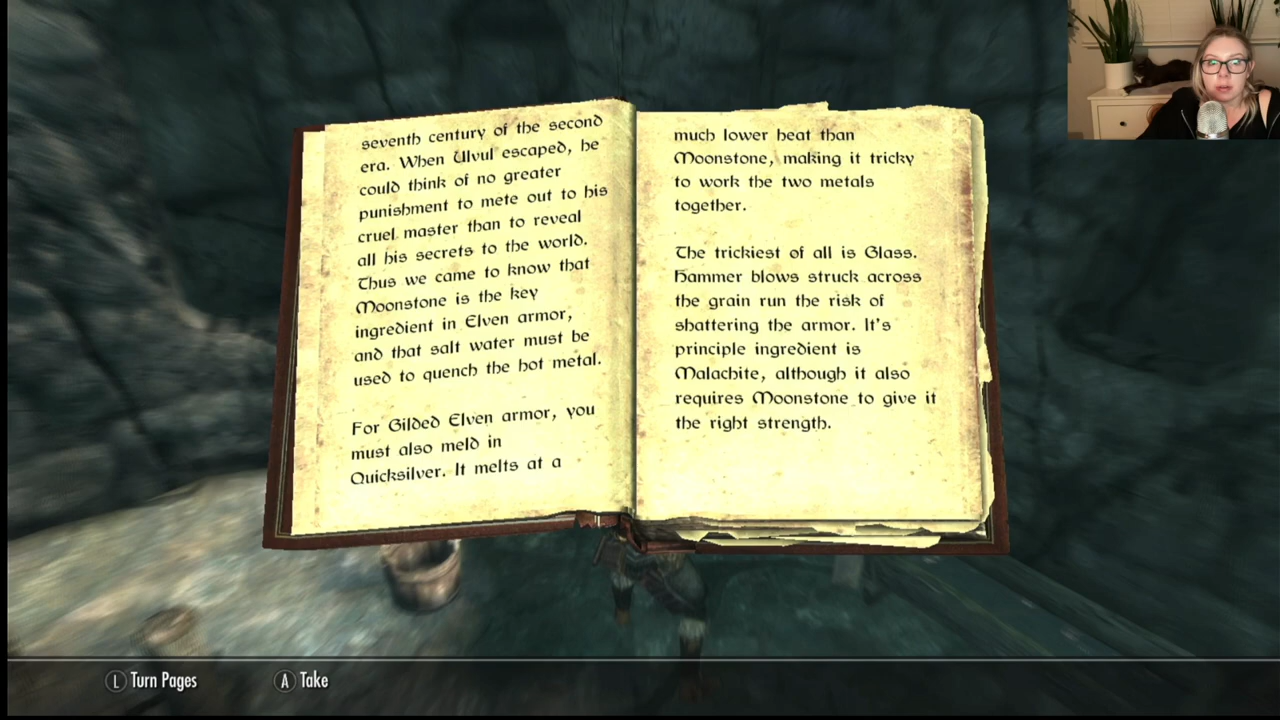 seventh century of the second
era. When Ulvul escaped, he
could think of no greater
punishment to mete out to his
cruel master than to reveal
all his secrets to the world.
Thus we came to know that
Moonstone is the key
ingredient in Elven armor,
and that salt water must be
used to quench the hot metal.
For Gilded Elven armor, you
must also meld in
Quicksilver. It melts at a
much lower heat than
Moonstone, making it tricky
to work the two metals
together.
The trickiest of all is Glass.
Hammer blows struck across
the grain run the risk of
shattering the armor. It's
principle ingredient is
Malachite, although it also
requires Moonstone to give it
the right strength.
L Turn Pages
A Take